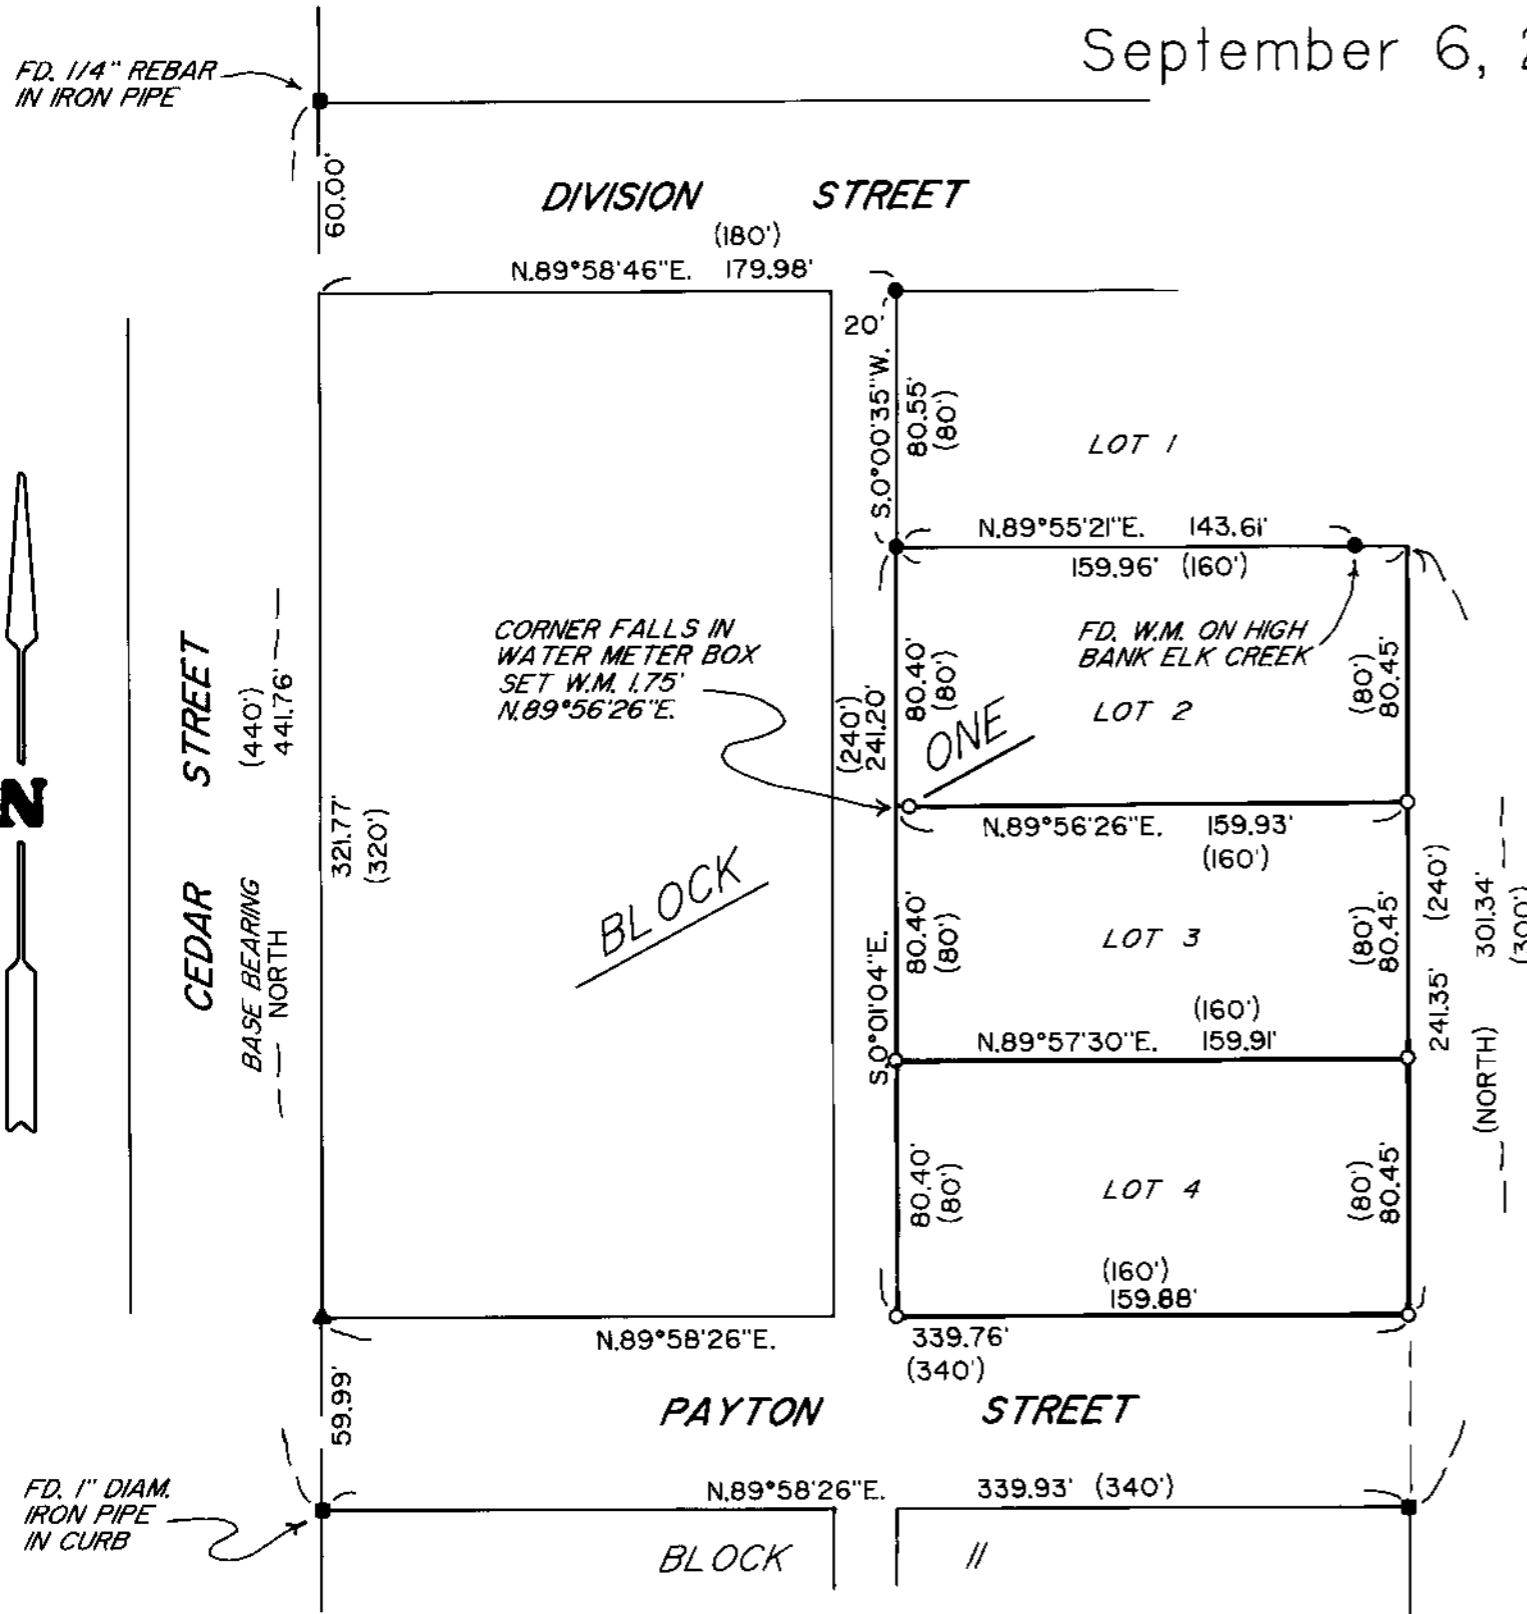 September 6, 2
FD. 1/4" REBAR
IN IRON PIPE
60.00'
DIVISION STREET
(180')
N.89°58'46"E. 179.98'
20'
S.0°00'35"W.
80.55'
(80')
LOT 1
N.89°55'21"E. 143.61'
159.96' (160')
CORNER FALLS IN
WATER METER BOX
SET W.M. 1.75'
N.89°56'26"E.
FD. W.M. ON HIGH
BANK ELK CREEK
80.40'
(80')
(80')
80.45'
LOT 2
(240')
241.20'
ONE
CEDAR STREET
(440')
441.76'
BASE BEARING
NORTH
321.77'
(320')
BLOCK
N
N.89°56'26"E. 159.93'
(160')
80.40'
(80')
LOT 3
(80')
80.45'
S.0°01'04"E.
(240')
241.35'
301.34'
(300')
(NORTH)
(160')
N.89°57'30"E. 159.91'
80.40'
(80')
LOT 4
(80')
80.45'
(160')
159.88'
N.89°58'26"E.
339.76'
(340')
59.99'
PAYTON STREET
FD. 1" DIAM.
IRON PIPE
IN CURB
N.89°58'26"E. 339.93' (340')
BLOCK 11